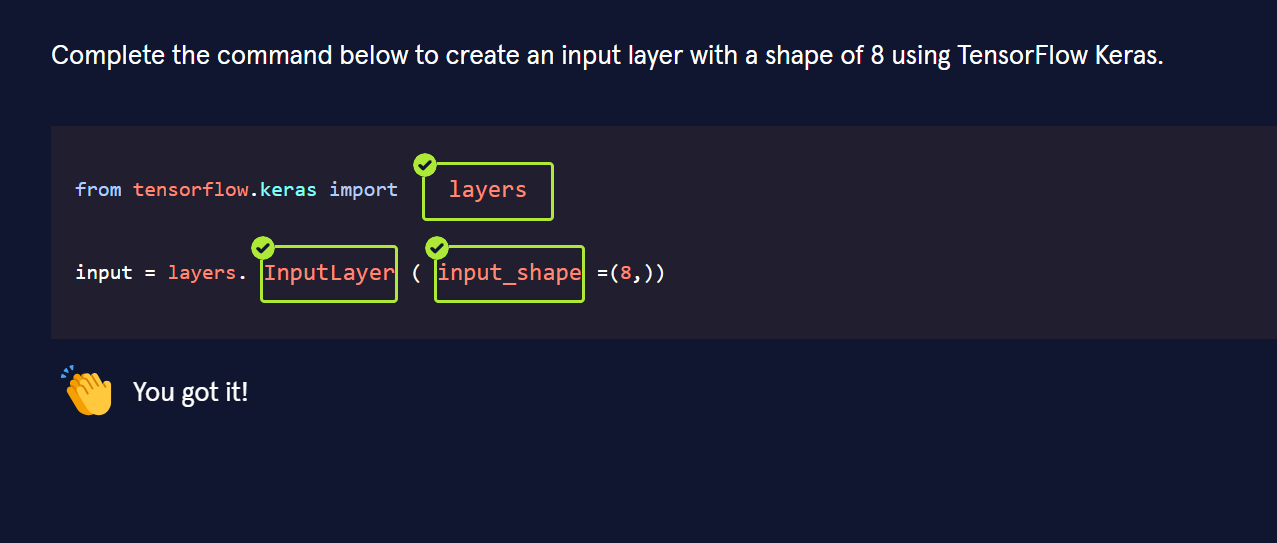 Complete the command below to create an input layer with a shape of 8 using TensorFlow Keras.
from tensorflow.keras import layers
input = layers. InputLayer ( input_shape =(8,))
You got it!